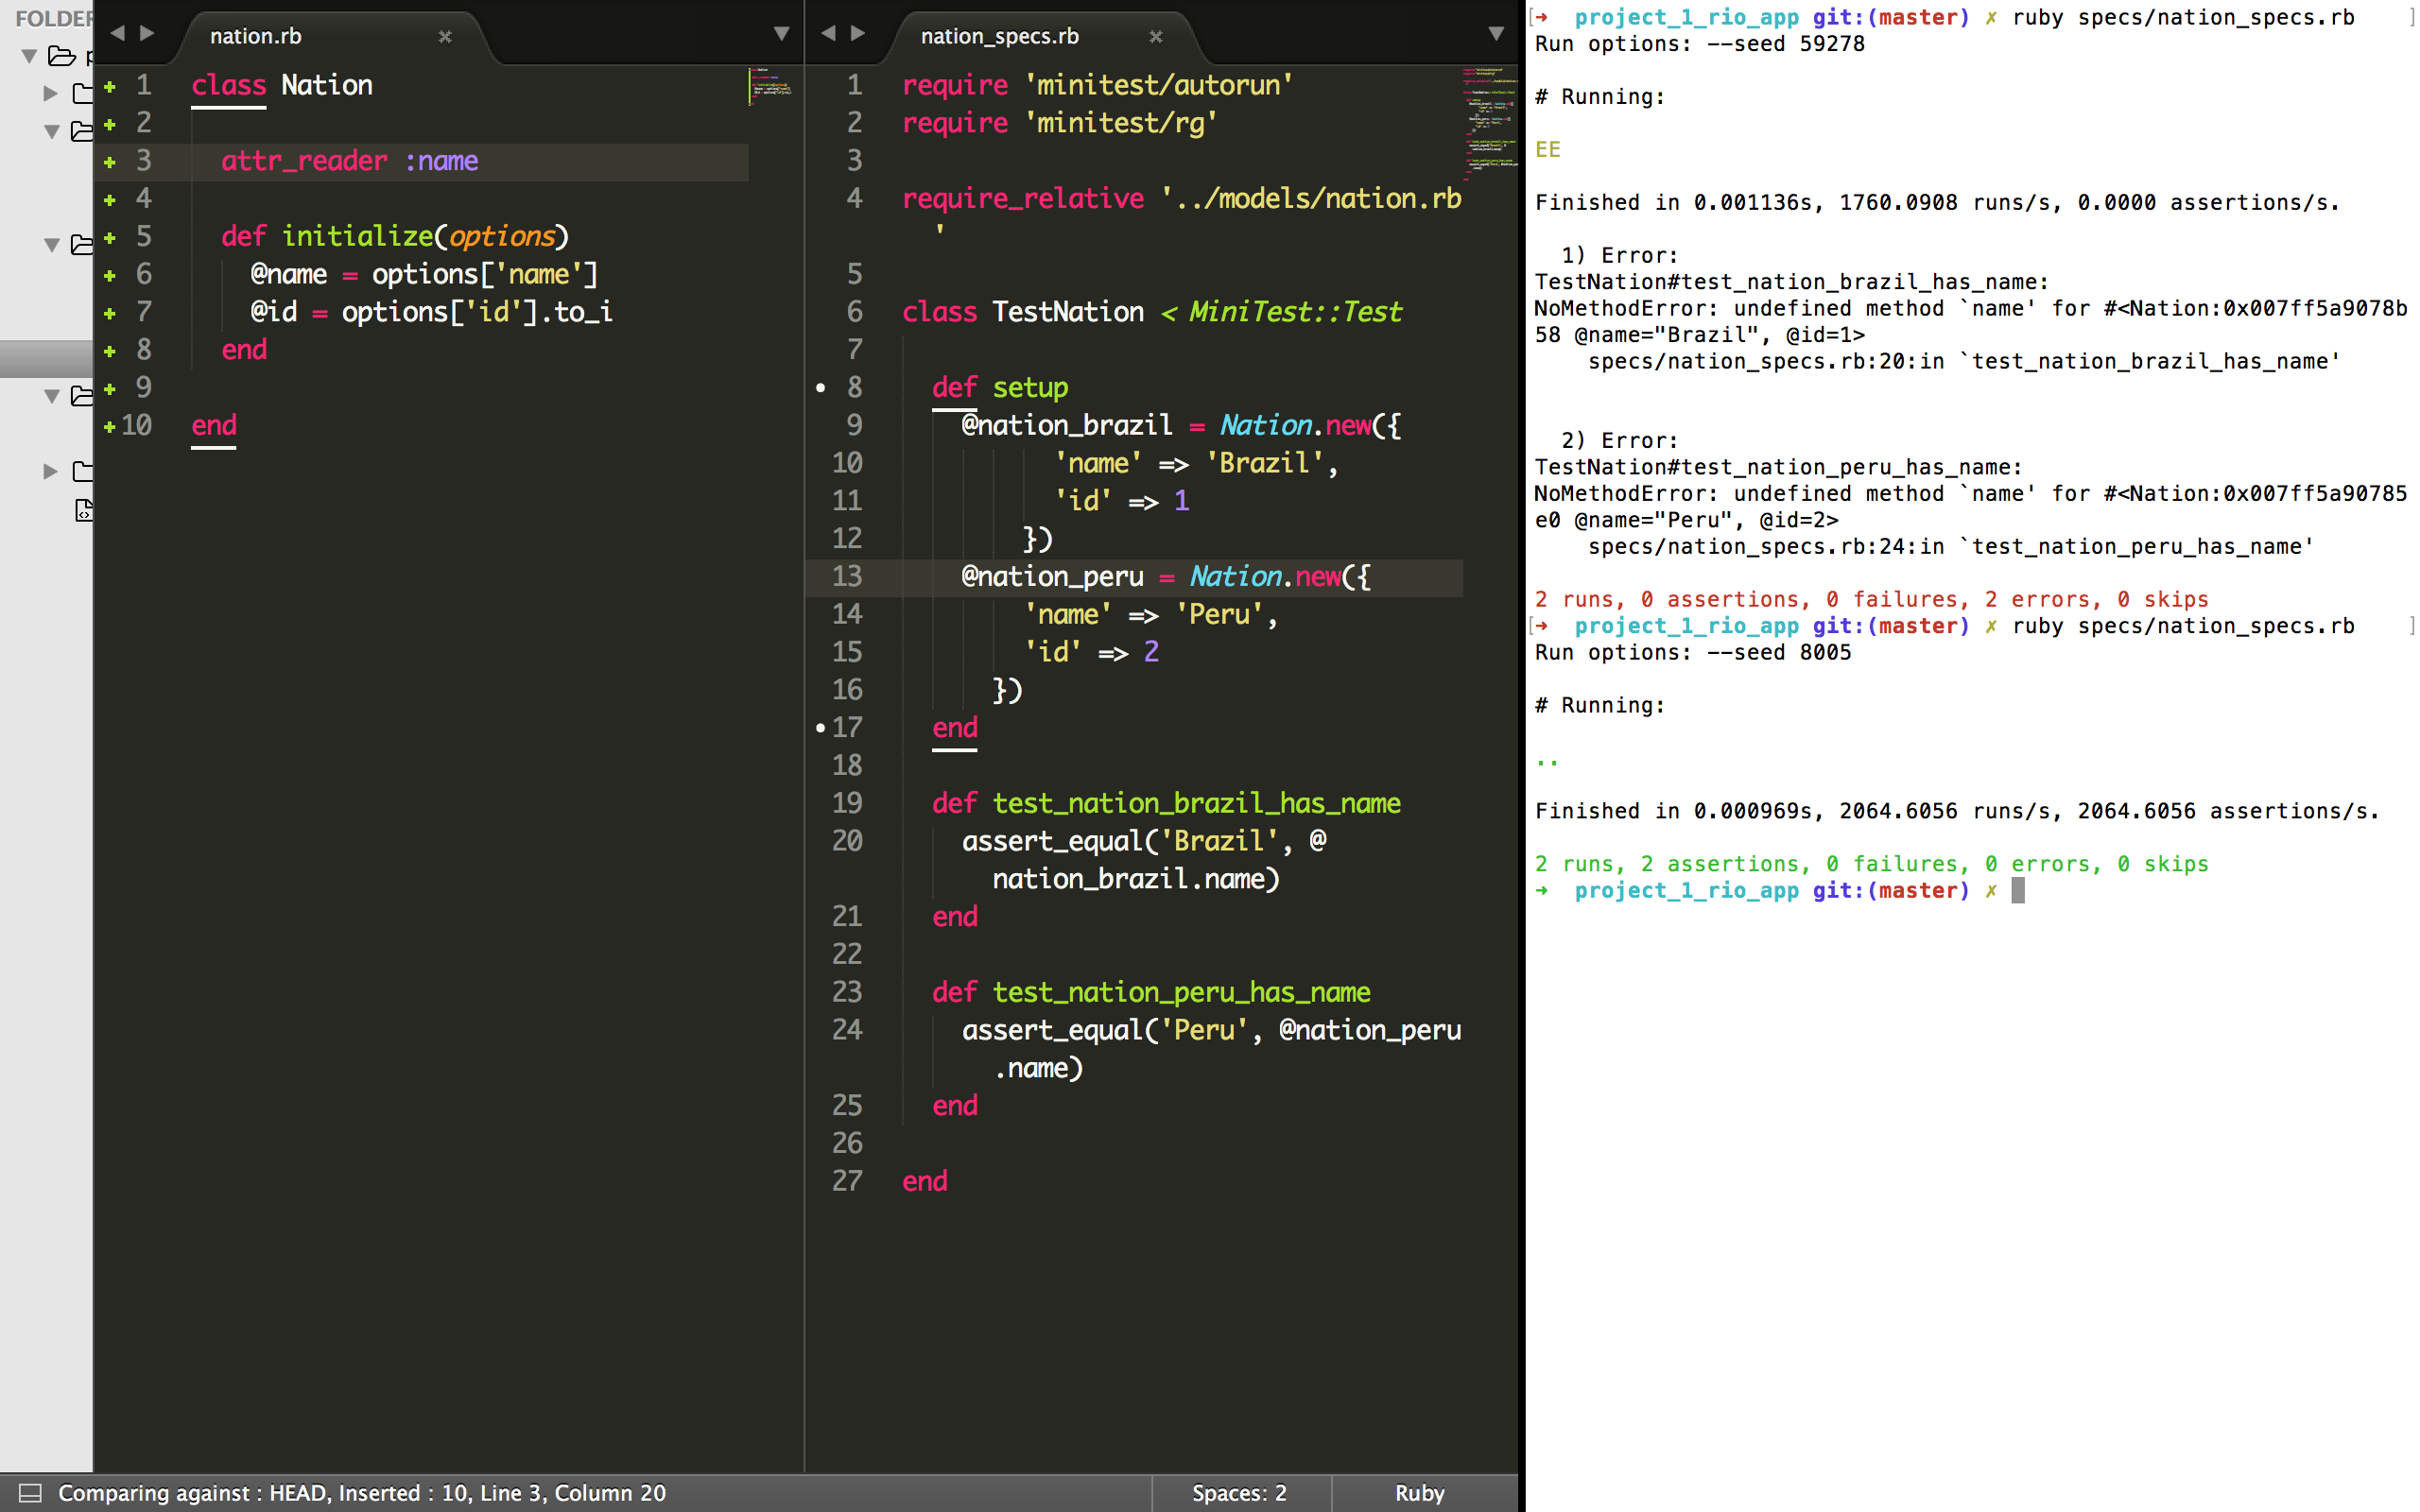 FOLDER
nation.rb
1 class Nation
2
3 attr_reader :name
4
5 def initialize(options)
6 @name = options['name']
7 @id = options['id'].to_i
8 end
9
10 end
nation_specs.rb
1 require 'minitest/autorun'
2 require 'minitest/rg'
3
4 require_relative '../models/nation.rb
'
5
6 class TestNation < MiniTest::Test
7
8 def setup
9 @nation_brazil = Nation.new({
10 'name' => 'Brazil',
11 'id' => 1
12 })
13 @nation_peru = Nation.new({
14 'name' => 'Peru',
15 'id' => 2
16 })
17 end
18
19 def test_nation_brazil_has_name
20 assert_equal('Brazil', @
nation_brazil.name)
21 end
22
23 def test_nation_peru_has_name
24 assert_equal('Peru', @nation_peru
.name)
25 end
26
27 end
[➜ project_1_rio_app git:(master) ✗ ruby specs/nation_specs.rb ]
Run options: --seed 59278
# Running:
EE
Finished in 0.001136s, 1760.0908 runs/s, 0.0000 assertions/s.
1) Error:
TestNation#test_nation_brazil_has_name:
NoMethodError: undefined method `name' for #<Nation:0x007ff5a9078b
58 @name="Brazil", @id=1>
specs/nation_specs.rb:20:in `test_nation_brazil_has_name'
2) Error:
TestNation#test_nation_peru_has_name:
NoMethodError: undefined method `name' for #<Nation:0x007ff5a90785
e0 @name="Peru", @id=2>
specs/nation_specs.rb:24:in `test_nation_peru_has_name'
2 runs, 0 assertions, 0 failures, 2 errors, 0 skips
[➜ project_1_rio_app git:(master) ✗ ruby specs/nation_specs.rb ]
Run options: --seed 8005
# Running:
..
Finished in 0.000969s, 2064.6056 runs/s, 2064.6056 assertions/s.
2 runs, 2 assertions, 0 failures, 0 errors, 0 skips
➜ project_1_rio_app git:(master) ✗
Comparing against : HEAD, Inserted : 10, Line 3, Column 20
Spaces: 2
Ruby